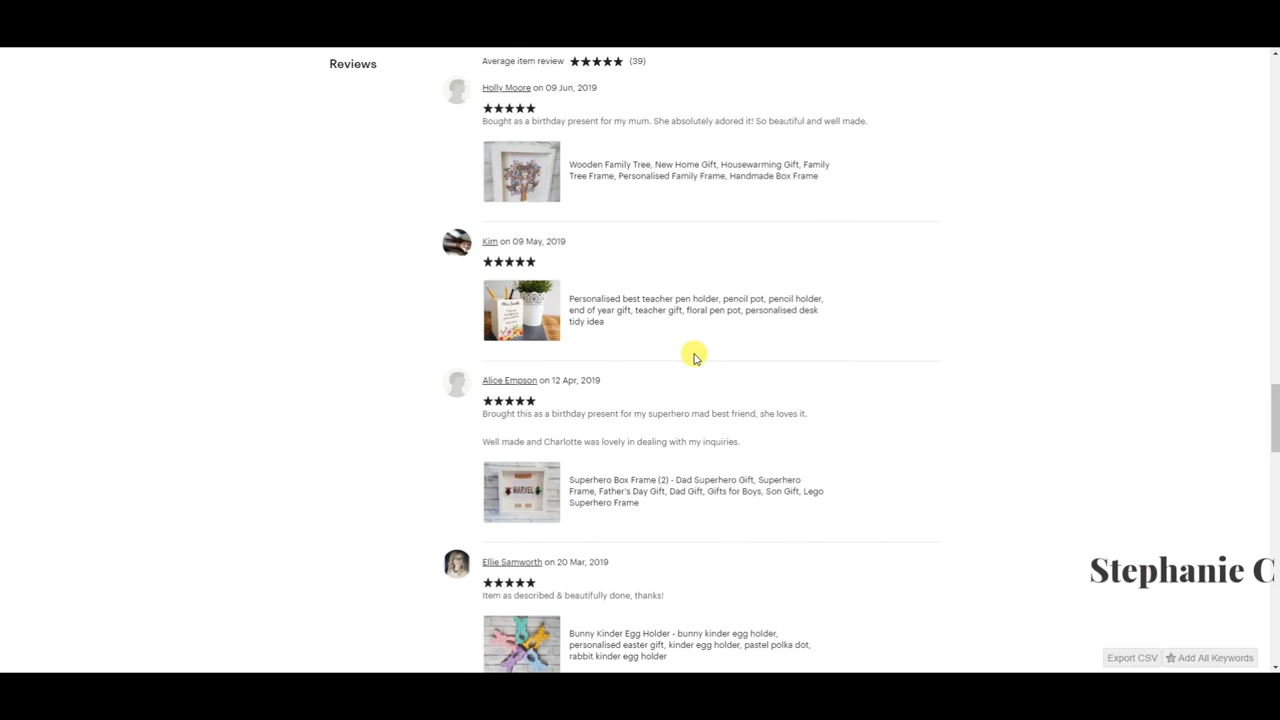 Reviews
Average item review ★★★★★ (39)
Holly Moore on 09 Jun, 2019
★★★★★
Bought as a birthday present for my mum. She absolutely adored it! So beautiful and well made.
Wooden Family Tree, New Home Gift, Housewarming Gift, Family
Tree Frame, Personalised Family Frame, Handmade Box Frame
Kim on 09 May, 2019
★★★★★
Personalised best teacher pen holder, pencil pot, pencil holder,
end of year gift, teacher gift, floral pen pot, personalised desk
tidy idea
Alice Empson on 12 Apr, 2019
★★★★★
Brought this as a birthday present for my superhero mad best friend, she loves it.
Well made and Charlotte was lovely in dealing with my inquiries.
MARVEL
Superhero Box Frame (2) - Dad Superhero Gift, Superhero
Frame, Father's Day Gift, Dad Gift, Gifts for Boys, Son Gift, Lego
Superhero Frame
Ellie Samworth on 20 Mar, 2019
★★★★★
Item as described & beautifully done, thanks!
Bunny Kinder Egg Holder - bunny kinder egg holder,
personalised easter gift, kinder egg holder, pastel polka dot,
rabbit kinder egg holder
Stephanie C
Export CSV
★ Add All Keywords